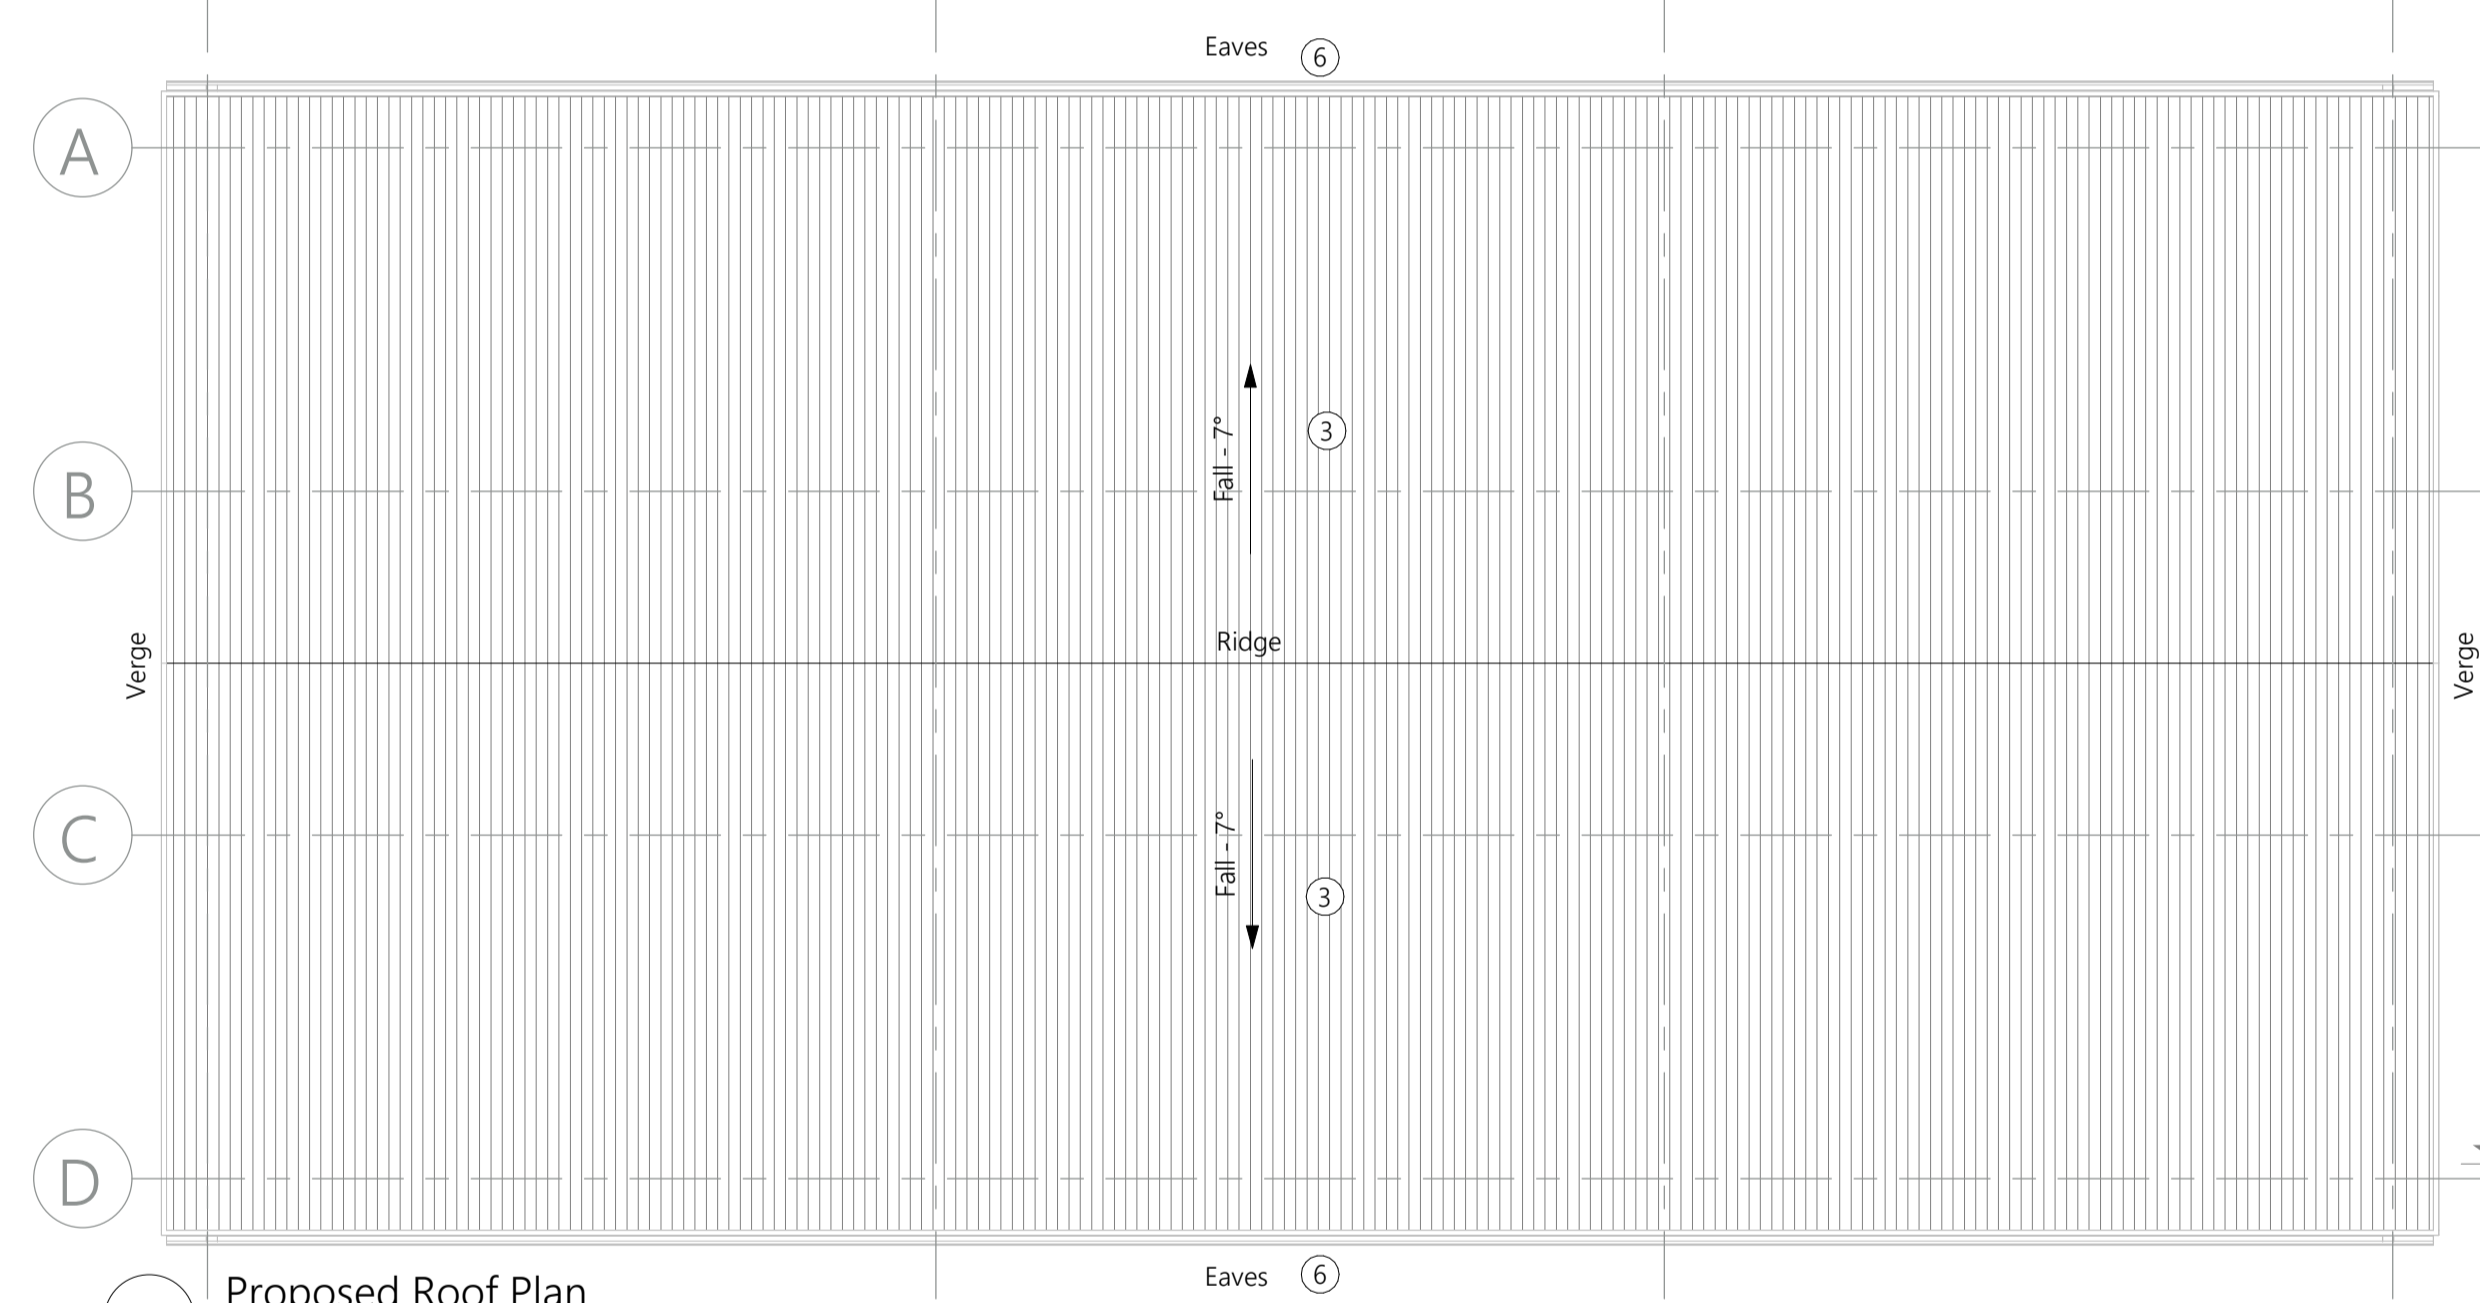 Eaves 6
A
Fall - 7° 3
B
Verge
Ridge
Verge
Fall - 7° 3
C
D
Eaves 6
Proposed Roof Plan